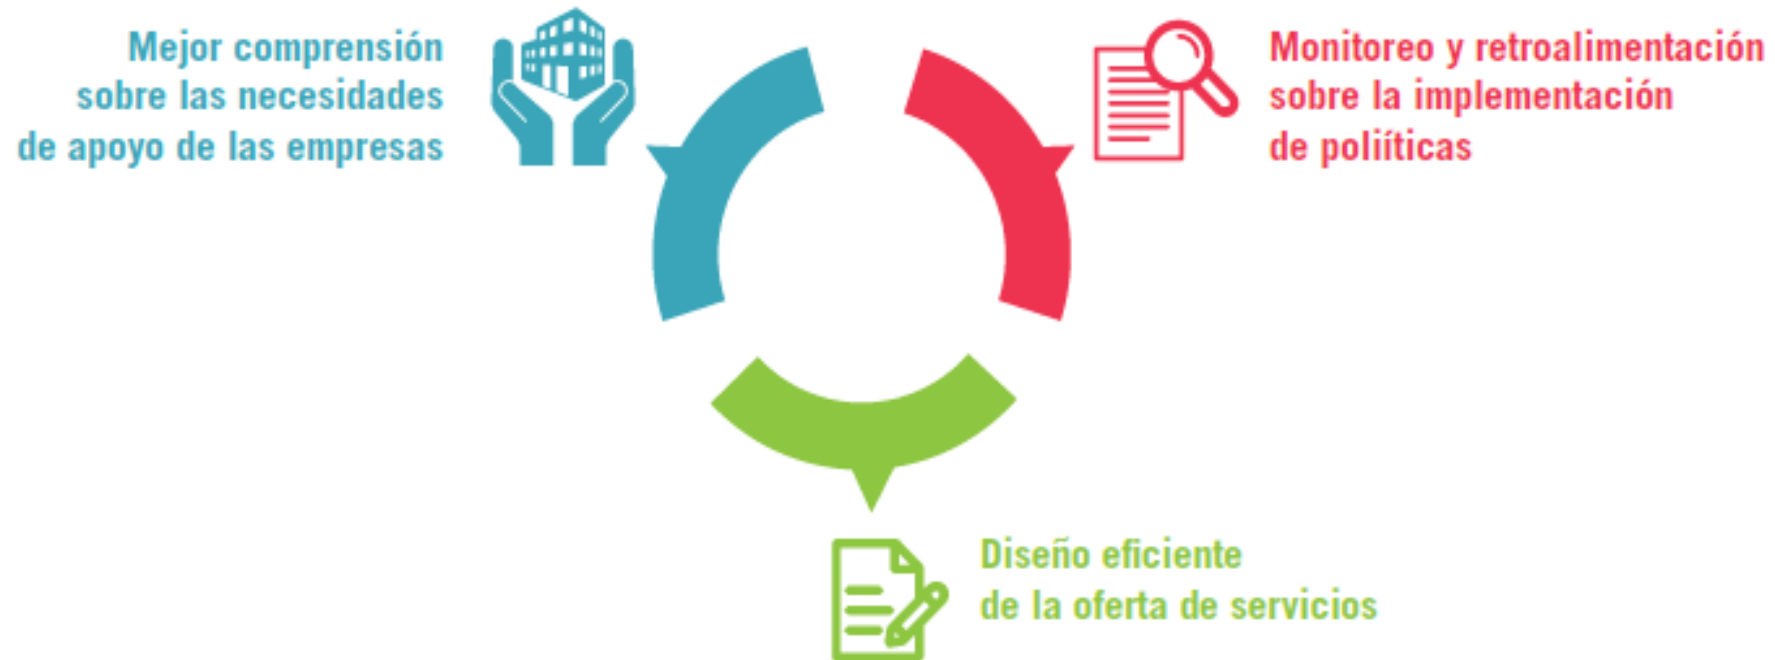 Mejor comprensión
sobre las necesidades
de apoyo de las empresas
Monitoreo y retroalimentación
sobre la implementación
de poliíticas
Diseño eficiente
de la oferta de servicios